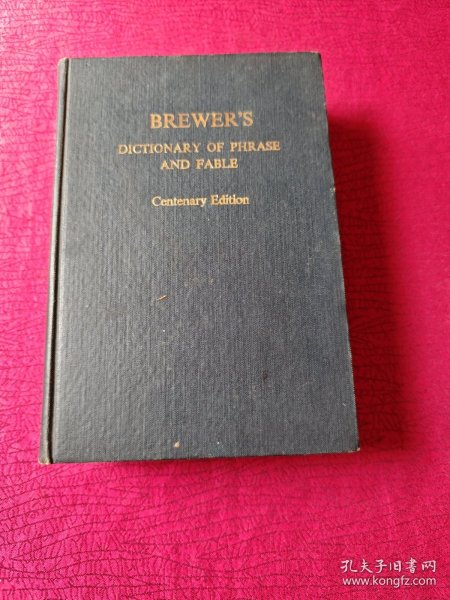 BREWER'S
DICTIONARY OF PHRASE
AND FABLE
Centenary Edition
孔夫子旧书网
www.kongfz.com